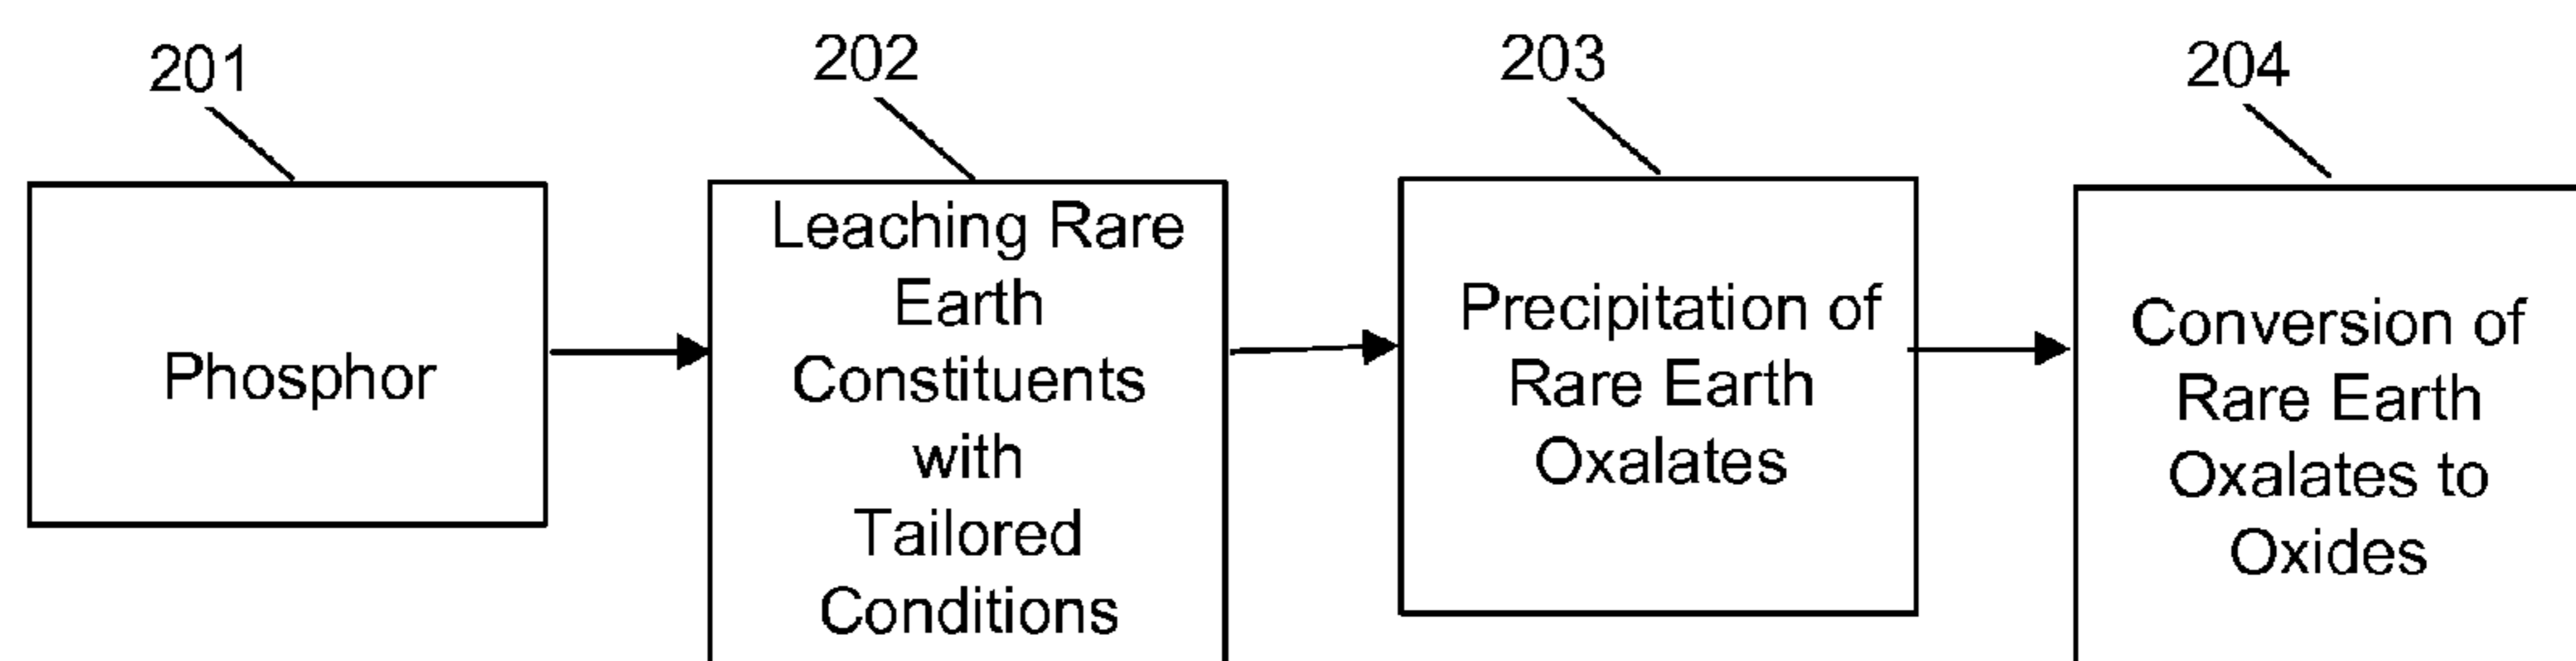 201
Phosphor
202
Leaching Rare
Earth
Constituents
with
Tailored
Conditions
203
Precipitation of
Rare Earth
Oxalates
204
Conversion of
Rare Earth
Oxalates to
Oxides